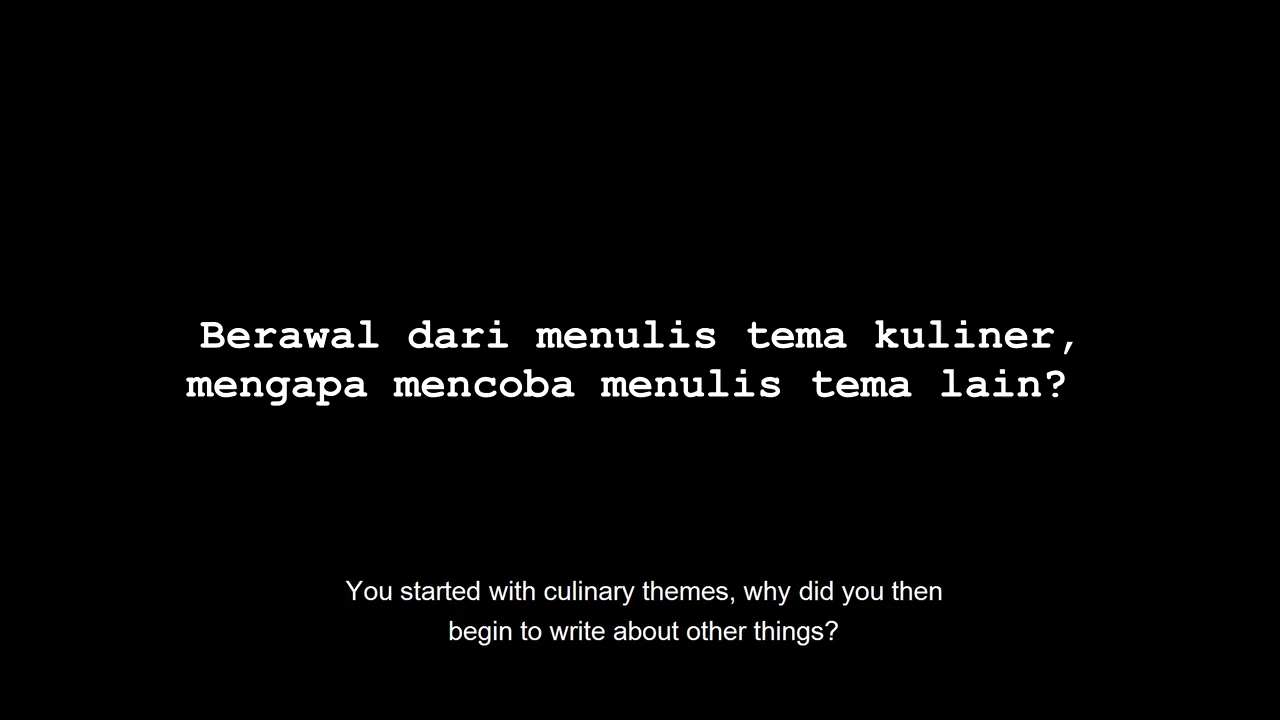 Berawal dari menulis tema kuliner,
mengapa mencoba menulis tema lain?
You started with culinary themes, why did you then
begin to write about other things?